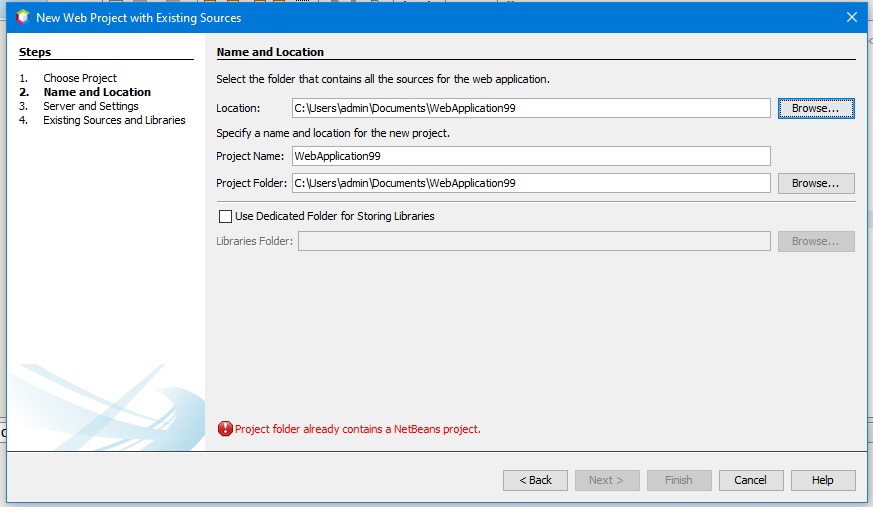 New Web Project with Existing Sources
Steps
1. Choose Project
2. Name and Location
3. Server and Settings
4. Existing Sources and Libraries
Name and Location
Select the folder that contains all the sources for the web application.
Location: C:\Users\admin\Documents\WebApplication99 Browse...
Specify a name and location for the new project.
Project Name: WebApplication99
Project Folder: C:\Users\admin\Documents\WebApplication99 Browse...
Use Dedicated Folder for Storing Libraries
Libraries Folder: Browse...
Project folder already contains a NetBeans project.
< Back Next > Finish Cancel Help